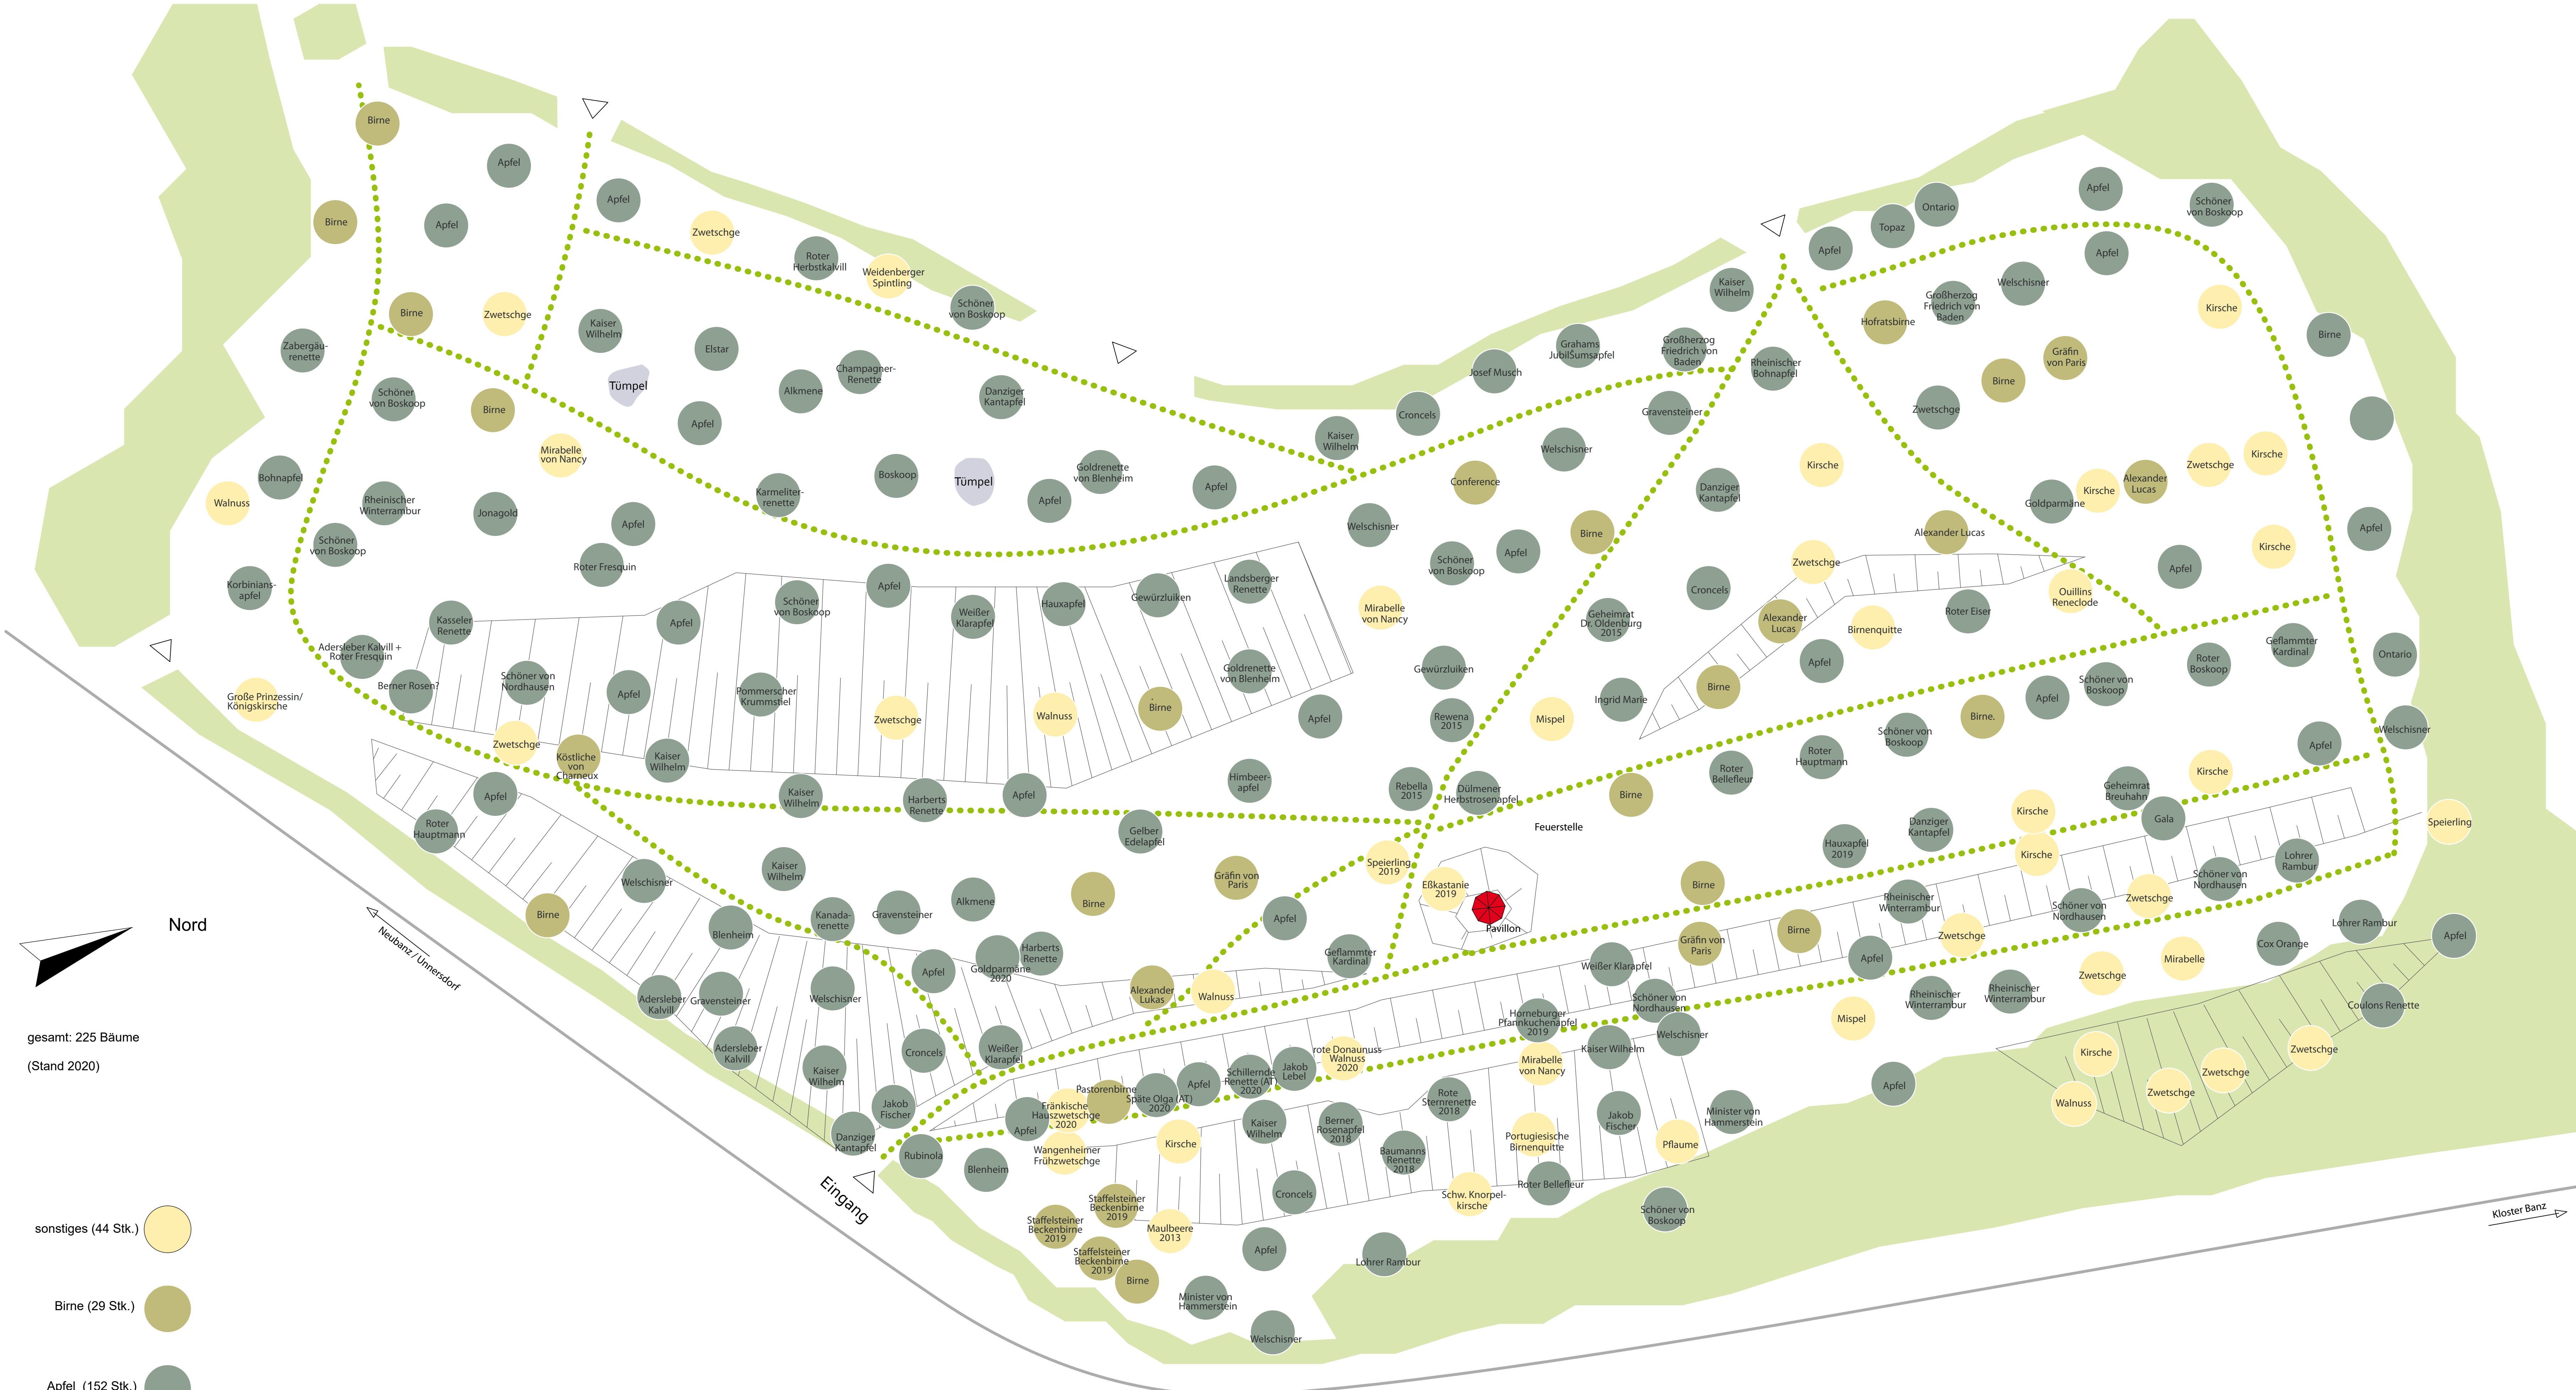 Birne
Apfel
Birne
Apfel
Apfel
Zwetschge
Roter
Herbstkalvill
Weidenberger
Spintling
Schöner
von Boskoop
Birne
Zwetschge
Kaiser
Wilhelm
Elstar
Zabergäu-
renette
Schöner
von Boskoop
Birne
Tümpel
Alkmene
Champagner-
Renette
Danziger
Kantapfel
Apfel
Mirabelle
von Nancy
Bohnapfel
Walnuss
Rheinischer
Winterrambur
Jonagold
Apfel
Karmeliter-
renette
Boskoop
Tümpel
Goldrenette
von Blenheim
Apfel
Apfel
Schöner
von Boskoop
Roter Fresquin
Korbinians-
apfel
Kaiser
Wilhelm
Croncels
Josef Musch
Grahams
JubilŠumsapfel
Großherzog
Friedrich von
Baden
Kaiser
Wilhelm
Rheinischer
Bohnapfel
Gravensteiner
Welschisner
Conference
Welschisner
Danziger
Kantapfel
Kirsche
Birne
Schöner
von Boskoop
Apfel
Apfel
Topaz
Ontario
Apfel
Schöner
von Boskoop
Apfel
Welschisner
Großherzog
Friedrich von
Baden
Hofratsbirne
Kirsche
Birne
Gräfin
von Paris
Birne
Zwetschge
Zwetschge
Kirsche
Alexander
Lucas
Kirsche
Goldparmäne
Alexander Lucas
Kirsche
Apfel
Apfel
Zwetschge
Ouillins
Reneclode
Roter Eiser
Birnenquitte
Alexander
Lucas
Croncels
Apfel
Birne
Geheimrat
Dr. Oldenburg
2015
Mirabelle
von Nancy
Gewürzluiken
Ingrid Marie
Rewena
2015
Mispel
Kasseler
Renette
Apfel
Schöner
von Boskoop
Apfel
Weißer
Klarapfel
Hauxapfel
Gewürzluiken
Landsberger
Renette
Adersleber Kalvill +
Roter Fresquin
Berner Rosen?
Schöner von
Nordhausen
Apfel
Pommerscher
Krummstiel
Zwetschge
Walnuss
Birne
Goldrenette
von Blenheim
Apfel
Große Prinzessin/
Königskirsche
Zwetschge
Köstliche
von
Charneux
Kaiser
Wilhelm
Kaiser
Wilhelm
Harberts
Renette
Apfel
Himbeer-
apfel
Rebella
2015
Dülmener
Herbstrosenapfel
Birne
Roter
Bellefleur
Roter
Hauptmann
Schöner von
Boskoop
Birne.
Apfel
Schöner von
Boskoop
Roter
Boskoop
Geflammter
Kardinal
Ontario
Welschisner
Apfel
Kirsche
Geheimrat
Breuhahn
Gala
Kirsche
Kirsche
Danziger
Kantapfel
Hauxapfel
2019
Speierling
Lohrer
Rambur
Schöner von
Nordhausen
Zwetschge
Schöner von
Nordhausen
Rheinischer
Winterrambur
Zwetschge
Apfel
Birne
Birne
Gräfin von
Paris
Feuerstelle
Speierling
2019
Eßkastanie
2019
Pavillon
Gelber
Edelapfel
Apfel
Roter
Hauptmann
Birne
Welschisner
Kaiser
Wilhelm
Blenheim
Kanada-
renette
Gravensteiner
Alkmene
Birne
Gräfin von
Paris
Apfel
Geflammter
Kardinal
Harberts
Renette
Goldparmäne
2020
Apfel
Adersleber
Kalvill
Gravensteiner
Welschisner
Alexander
Lukas
Walnuss
Adersleber
Kalvill
Kaiser
Wilhelm
Croncels
Weißer
Klarapfel
Jakob
Fischer
Danziger
Kantapfel
Rubinola
Blenheim
Apfel
Fränkische
Hauszwetschge
2020
Pastorenbirne
Späte Olga (AT)
2020
Apfel
Schillernde
Renette (AT)
2020
Jakob
Lebel
rote Donaunuss
Walnuss
2020
Wangenheimer
Frühzwetschge
Kirsche
Kaiser
Wilhelm
Berner
Rosenapfel
2018
Rote
Sternrenette
2018
Baumanns
Renette
2018
Croncels
Weißer Klarapfel
Schöner von
Nordhausen
Horneburger
Pfannkuchenapfel
2019
Welschisner
Kaiser Wilhelm
Mirabelle
von Nancy
Jakob
Fischer
Minister von
Hammerstein
Portugiesische
Birnenquitte
Pflaume
Roter Bellefleur
Schw. Knorpel-
kirsche
Schöner von
Boskoop
Staffelsteiner
Beckenbirne
2019
Staffelsteiner
Beckenbirne
2019
Staffelsteiner
Beckenbirne
2019
Maulbeere
2013
Birne
Apfel
Lohrer Rambur
Minister von
Hammerstein
Welschisner
Mispel
Rheinischer
Winterrambur
Rheinischer
Winterrambur
Zwetschge
Mirabelle
Cox Orange
Lohrer Rambur
Apfel
Coulons Renette
Apfel
Kirsche
Walnuss
Zwetschge
Zwetschge
Zwetschge
Eingang
Neubanz / Unnersdorf
Kloster Banz
Nord
gesamt: 225 Bäume
(Stand 2020)
sonstiges (44 Stk.)
Birne (29 Stk.)
Apfel (152 Stk.)